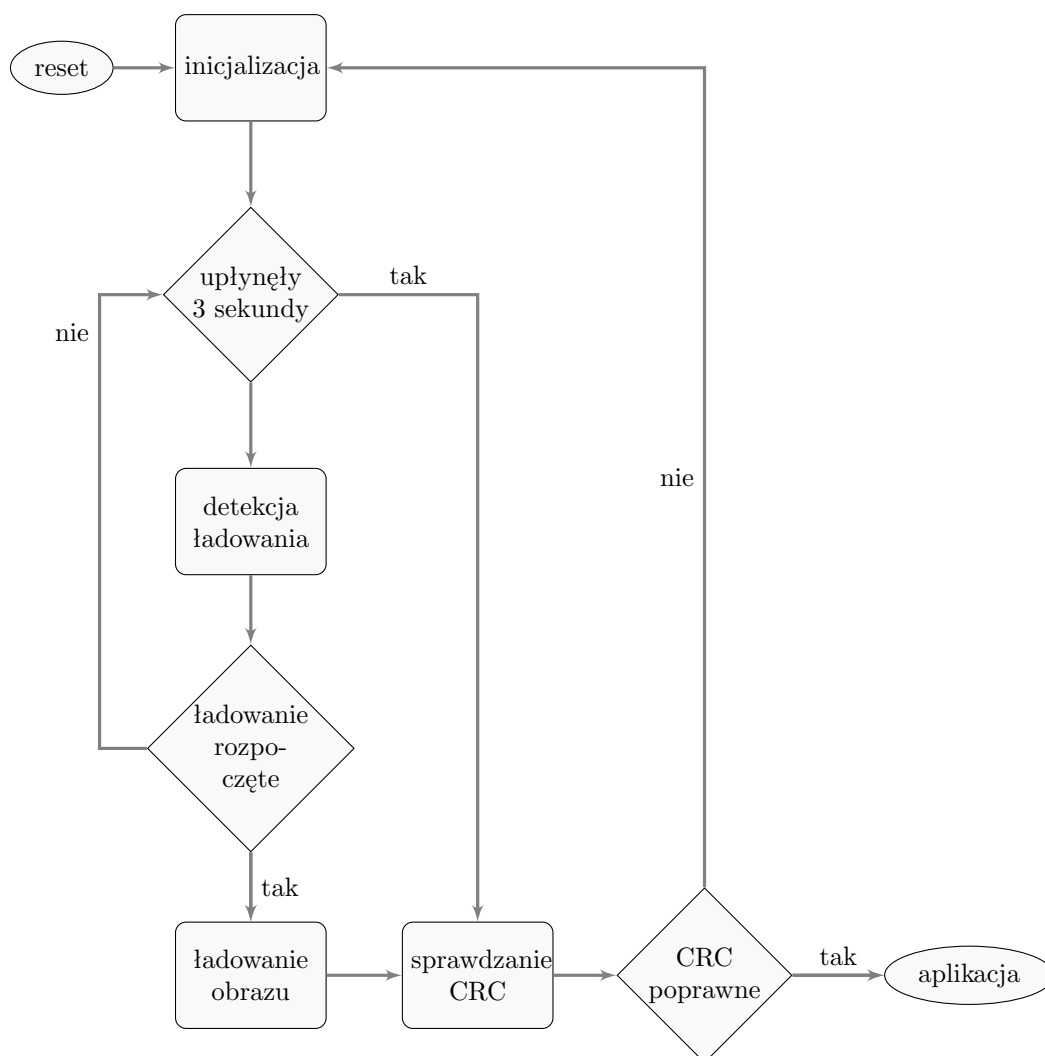 reset
inicjalizacja
upłynęły
3 sekundy
tak
nie
detekcja
ładowania
nie
ładowanie
rozpo-
częte
tak
ładowanie
obrazu
sprawdzanie
CRC
CRC
poprawne
tak
aplikacja